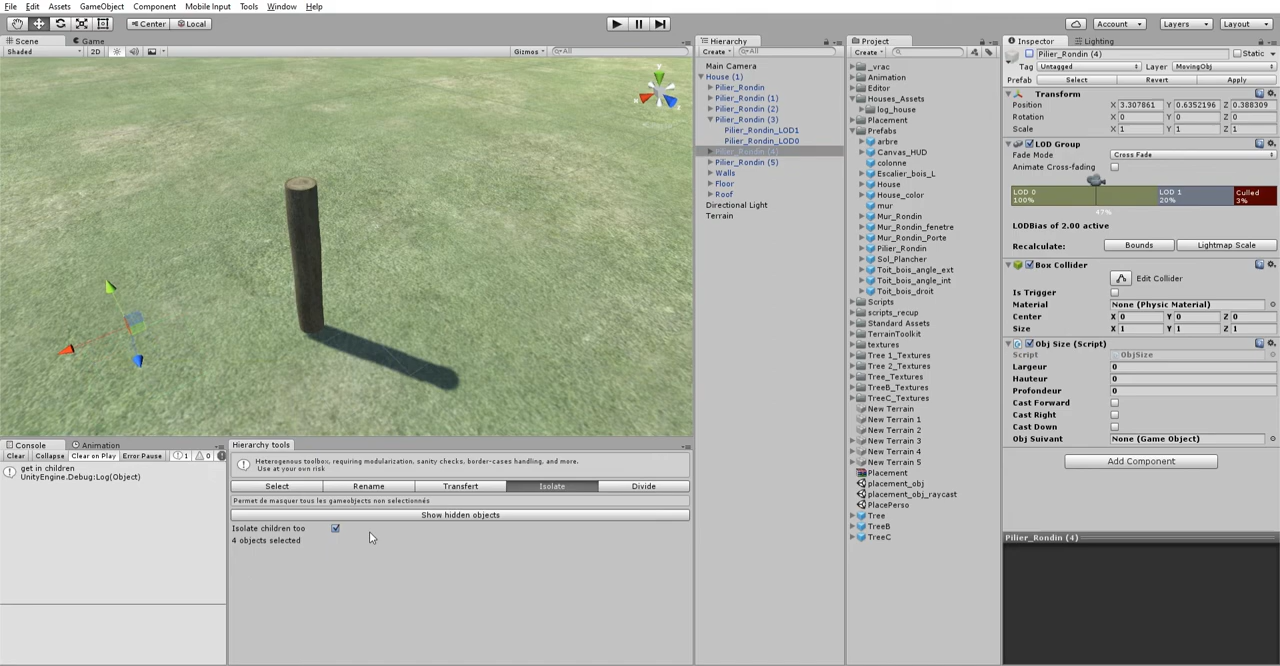 File Edit Assets GameObject Component Mobile Input Tools Window Help
Center Local Account Layers Layout
Scene Game
Shaded 2D Gizmos All
Hierarchy
Create All
Main Camera
House (1)
Pilier_Rondin
Pilier_Rondin (1)
Pilier_Rondin (2)
Pilier_Rondin (3)
Pilier_Rondin_LOD1
Pilier_Rondin_LOD0
Pilier_Rondin (4)
Pilier_Rondin (5)
Walls
Floor
Roof
Directional Light
Terrain
Project
Create
_vrac
Animation
Editor
Houses_Assets
log_house
Placement
Prefabs
arbre
Canvas_HUD
colonne
Escalier_bois_L
House
House_color
mur
Mur_Rondin
Mur_Rondin_fenetre
Mur_Rondin_Porte
Pilier_Rondin
Sol_Plancher
Toit_bois_angle_ext
Toit_bois_angle_int
Toit_bois_droit
Scripts
scripts_recup
Standard Assets
TerrainToolkit
textures
Tree 1_Textures
Tree 2_Textures
Tree_Textures
TreeB_Textures
TreeC_Textures
New Terrain
New Terrain 1
New Terrain 2
New Terrain 3
New Terrain 4
New Terrain 5
Placement
placement_obj
placement_obj_raycast
PlacePerso
Tree
TreeB
TreeC
Inspector Lighting
Pilier_Rondin (4) Static
Tag Untagged Layer MovingObj
Prefab Select Revert Apply
Transform
Position X 3.307861 Y 0.6352196 Z 0.388309
Rotation X 0 Y 0 Z 0
Scale X 1 Y 1 Z 1
LOD Group
Fade Mode Cross Fade
Animate Cross-fading
LOD 0 LOD 1 Culled
100% 20% 3%
47%
LODBias of 2.00 active
Recalculate: Bounds Lightmap Scale
Box Collider
Edit Collider
Is Trigger
Material None (Physic Material)
Center X 0 Y 0 Z 0
Size X 1 Y 1 Z 1
Obj Size (Script)
Script ObjSize
Largeur 0
Hauteur 0
Profondeur 0
Cast Forward
Cast Right
Cast Down
Obj Suivant None (Game Object)
Add Component
Pilier_Rondin (4)
Console Animation
Clear Collapse Clear on Play Error Pause 1 0
get in children
UnityEngine.Debug:Log(Object)
Hierarchy tools
Heterogenous toolbox, requiring modularization, sanity checks, border-cases handling, and more.
Use at your own risk
Select Rename Transfert Isolate Divide
Permet de masquer tous les gameobjects non selectionnés
Show hidden objects
Isolate children too
4 objects selected